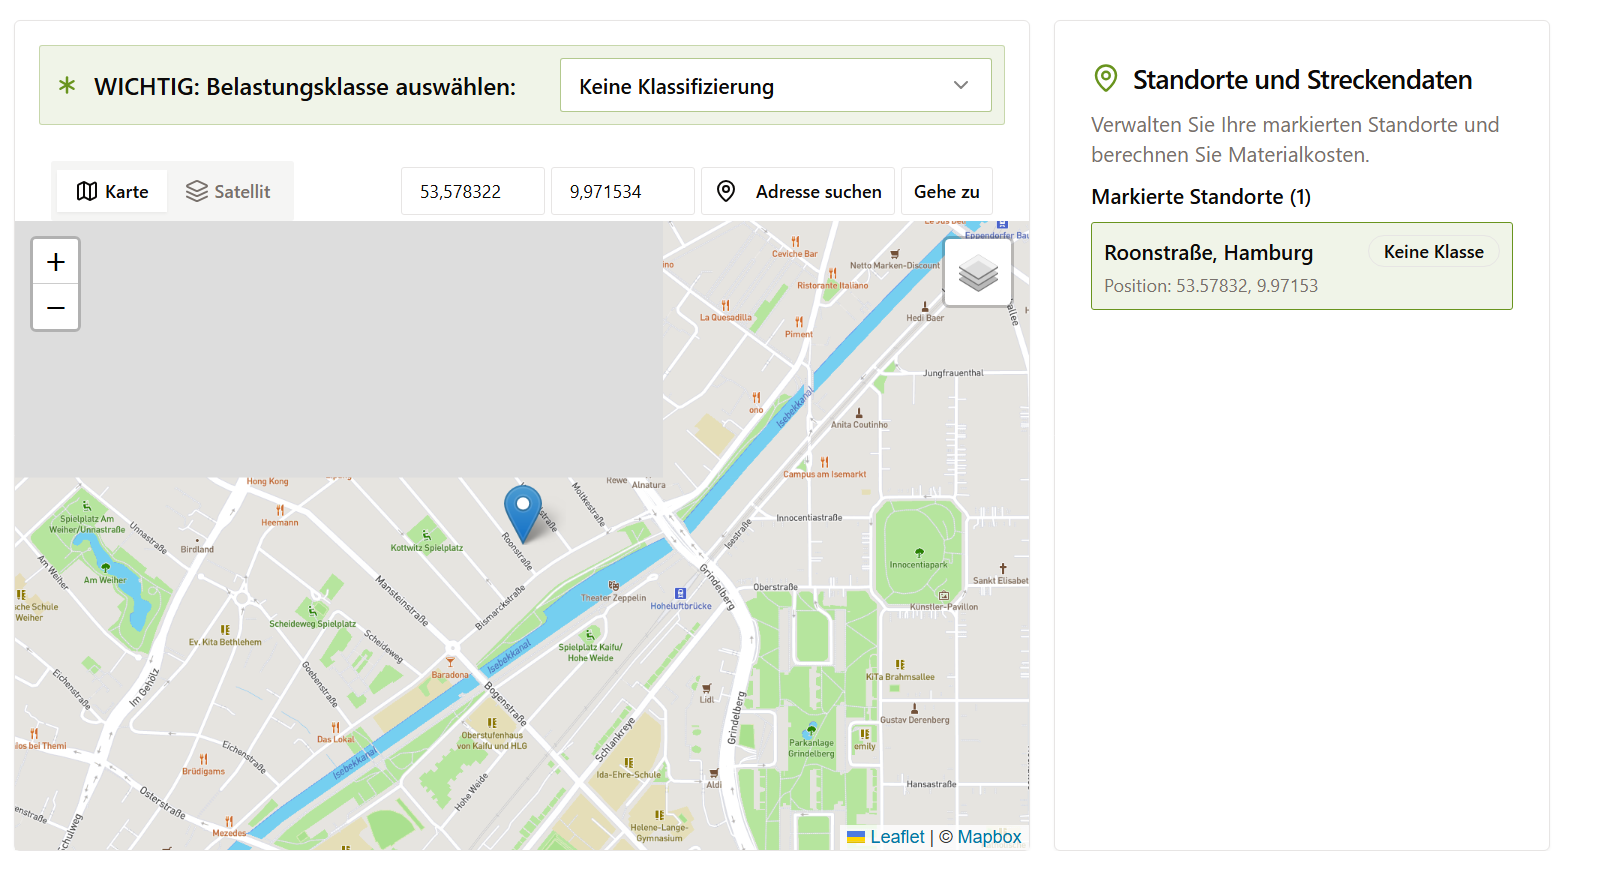 WICHTIG: Belastungsklasse auswählen:
Keine Klassifizierung
Karte
Satellit
53,578322
9,971534
Adresse suchen
Gehe zu
+
−
Eppendorfer Bau
Ceviche Bar
Netto Marken-Discount
Ristorante Italiano
La Quesadilla
Piment
Hedi Baer
Jungfrauenthal
ono
Isebekkanal
Anita Coutinho
Campus am Isemarkt
Hong Kong
Rewe
Alnatura
Moltkestraße
Heemann
Spielplatz Am
Weiher/Unnastraße
Unnastraße
Birdland
Kottwitz Spielplatz
Roonstraße
Innocentiastraße
Isestraße
Am Weiher
Am Weiher
Innocentiapark
Sankt Elisabet
Grindelberg
Oberstraße
Theater Zeppelin
Hoheluftbrücke
Künstler-Pavillon
Mansteinstraße
Bismarckstraße
Scheideweg Spielplatz
Ev. Kita Bethlehem
Scheideweg
Spielplatz Kaifu/
Hohe Weide
Isebekkanal
Baradona
Goebenstraße
Eichenstraße
Im Gehölz
Bogenstraße
KiTa Brahmsallee
Lidl
Grindelberg
Gustav Derenberg
Das Lokal
Oberstufenhaus
von Kaifu und HLG
Schlankreye
Parkanlage
Grindelberg
emily
los bei Themi
Eichenstraße
Isebekkanal
Brüdigams
Ida-Ehre-Schule
Hohe Weide
Aldi
Hansastraße
Osterstraße
Mezedes
Helene-Lange-
Gymnasium
Leaflet | © Mapbox
Standorte und Streckendaten
Verwalten Sie Ihre markierten Standorte und
berechnen Sie Materialkosten.
Markierte Standorte (1)
Roonstraße, Hamburg
Keine Klasse
Position: 53.57832, 9.97153